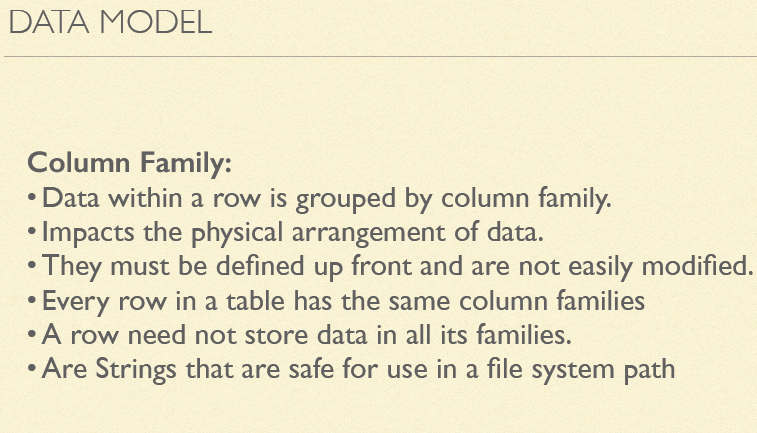 DATA MODEL
Column Family:
• Data within a row is grouped by column family.
• Impacts the physical arrangement of data.
• They must be defined up front and are not easily modified.
• Every row in a table has the same column families
• A row need not store data in all its families.
• Are Strings that are safe for use in a file system path